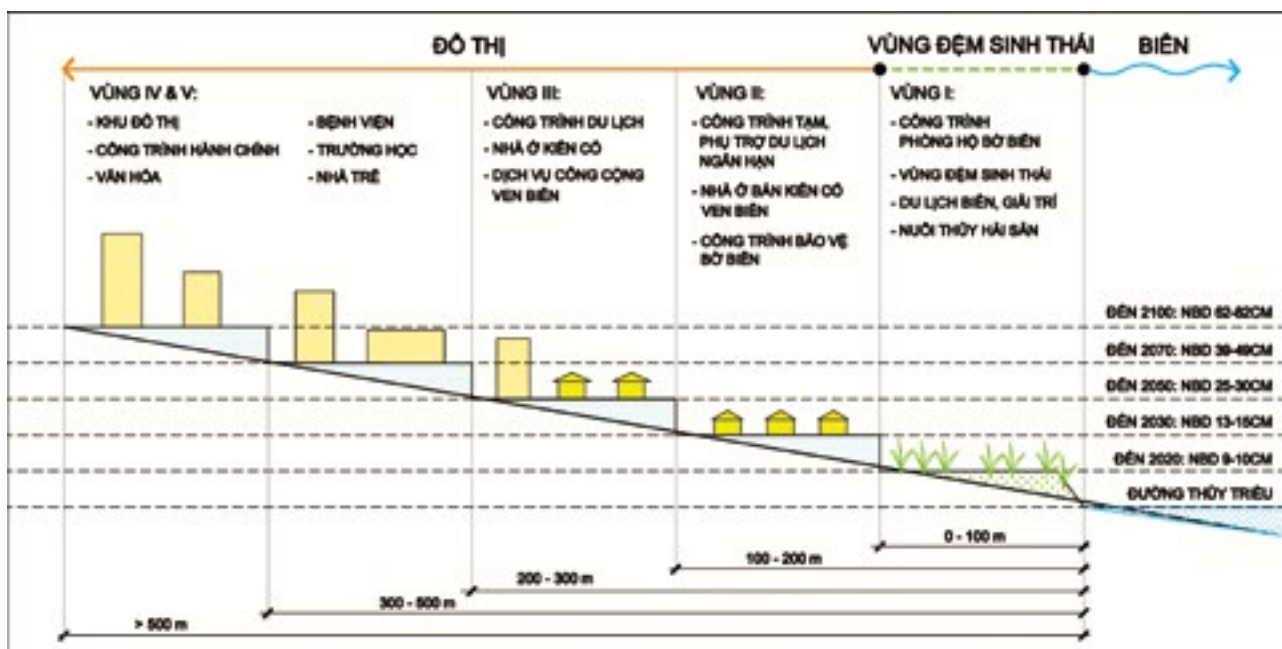 ĐÔ THỊ
VÙNG ĐỆM SINH THÁI
BIỂN
VÙNG IV & V:
- KHU ĐÔ THỊ
- CÔNG TRÌNH HÀNH CHÍNH
- VĂN HÓA
- BỆNH VIỆN
- TRƯỜNG HỌC
- NHÀ TRẺ
VÙNG III:
- CÔNG TRÌNH DU LỊCH
- NHÀ Ở KIÊN CỐ
- DỊCH VỤ CÔNG CỘNG
VEN BIỂN
VÙNG II:
- CÔNG TRÌNH TẠM,
PHỤ TRỢ DU LỊCH
NGẮN HẠN
- NHÀ Ở BÁN KIÊN CỐ
VEN BIỂN
- CÔNG TRÌNH BẢO VỆ
BỜ BIỂN
VÙNG I:
- CÔNG TRÌNH
PHÒNG HỘ BỜ BIỂN
- VÙNG ĐỆM SINH THÁI
- DU LỊCH BIỂN, GIẢI TRÍ
- NUÔI THỦY HẢI SẢN
ĐẾN 2100: NBD 62-82CM
ĐẾN 2070: NBD 39-49CM
ĐẾN 2050: NBD 25-30CM
ĐẾN 2030: NBD 13-15CM
ĐẾN 2020: NBD 9-10CM
ĐƯỜNG THỦY TRIỀU
0 - 100 m
100 - 200 m
200 - 300 m
300 - 500 m
> 500 m